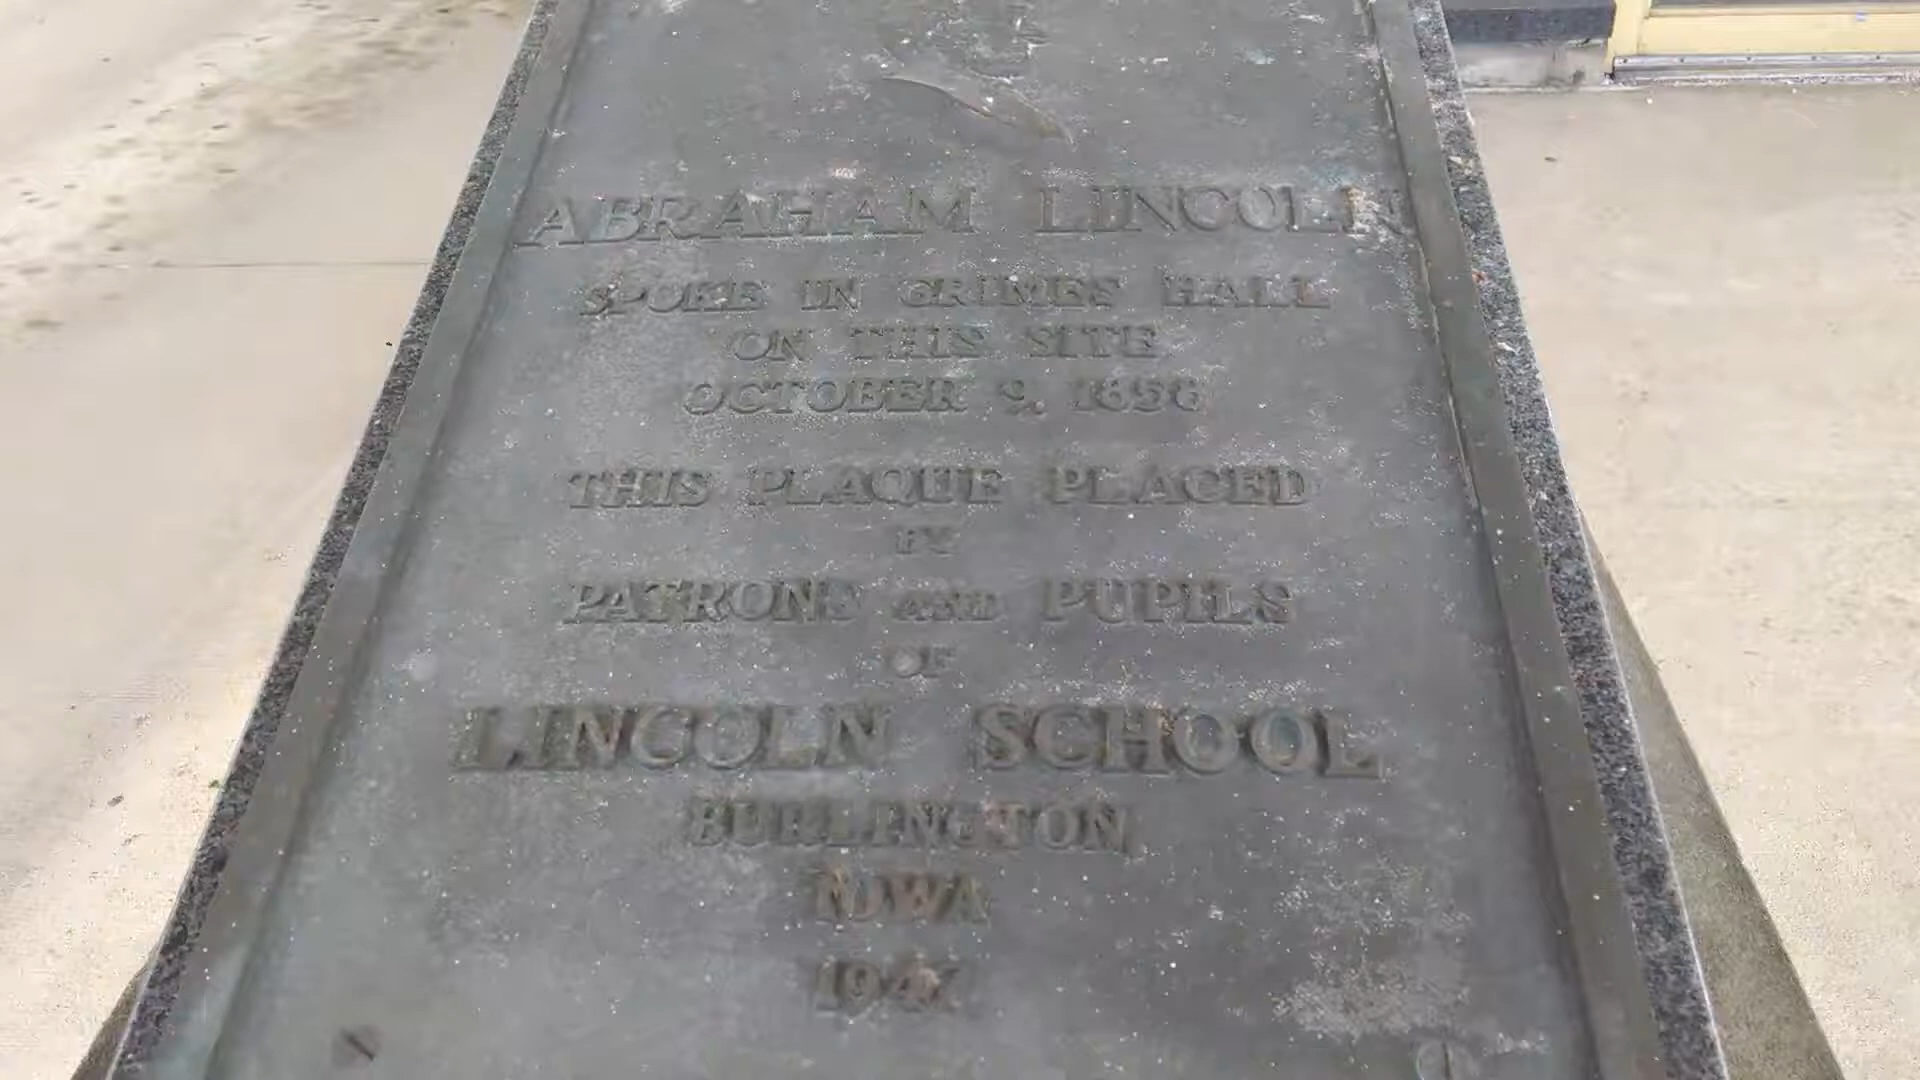 ABRAHAM LINCOLN
SPOKE IN GRIMES HALL
ON THIS SITE
OCTOBER 9, 1858
THIS PLAQUE PLACED
BY
PATRONS AND PUPILS
OF
LINCOLN SCHOOL
BURLINGTON
IOWA